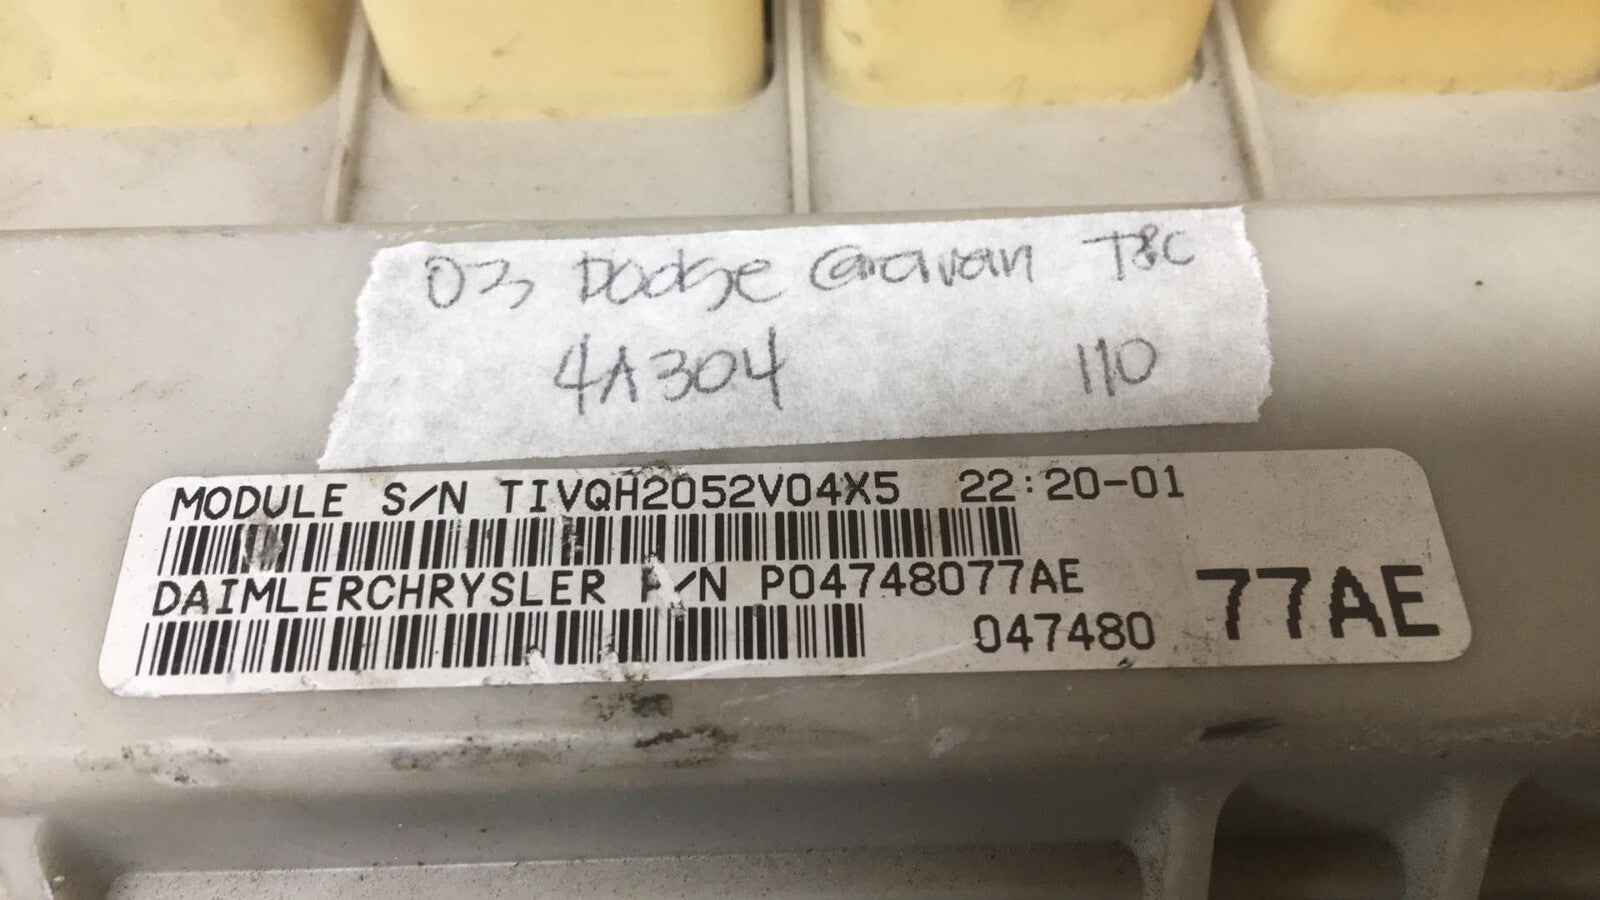 03 Dodge Caravan T&C
4A304 110
MODULE S/N TIVQH2052V04X5 22:20-01
DAIMLERCHRYSLER P/N P04748077AE
047480 77AE